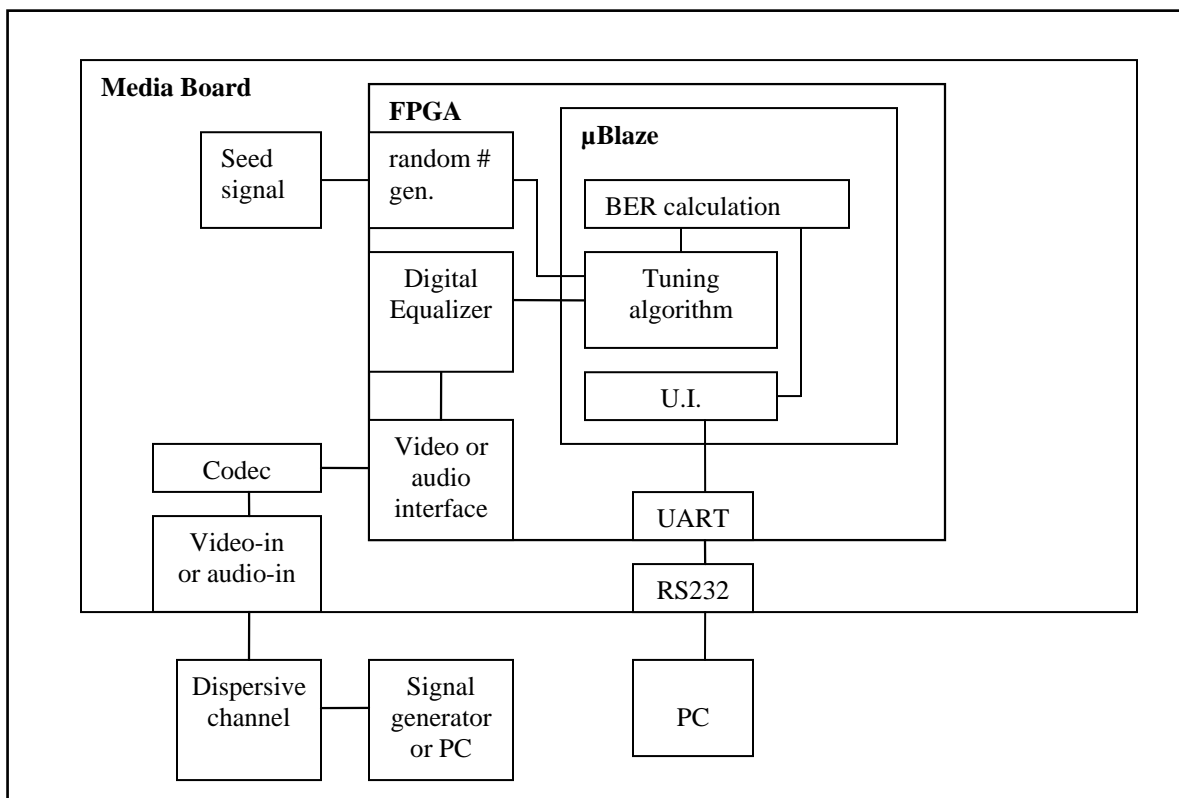 Media Board
FPGA
µBlaze
Seed
signal
random #
gen.
BER calculation
Digital
Equalizer
Tuning
algorithm
U.I.
Codec
Video or
audio
interface
UART
Video-in
or audio-in
RS232
Dispersive
channel
Signal
generator
or PC
PC